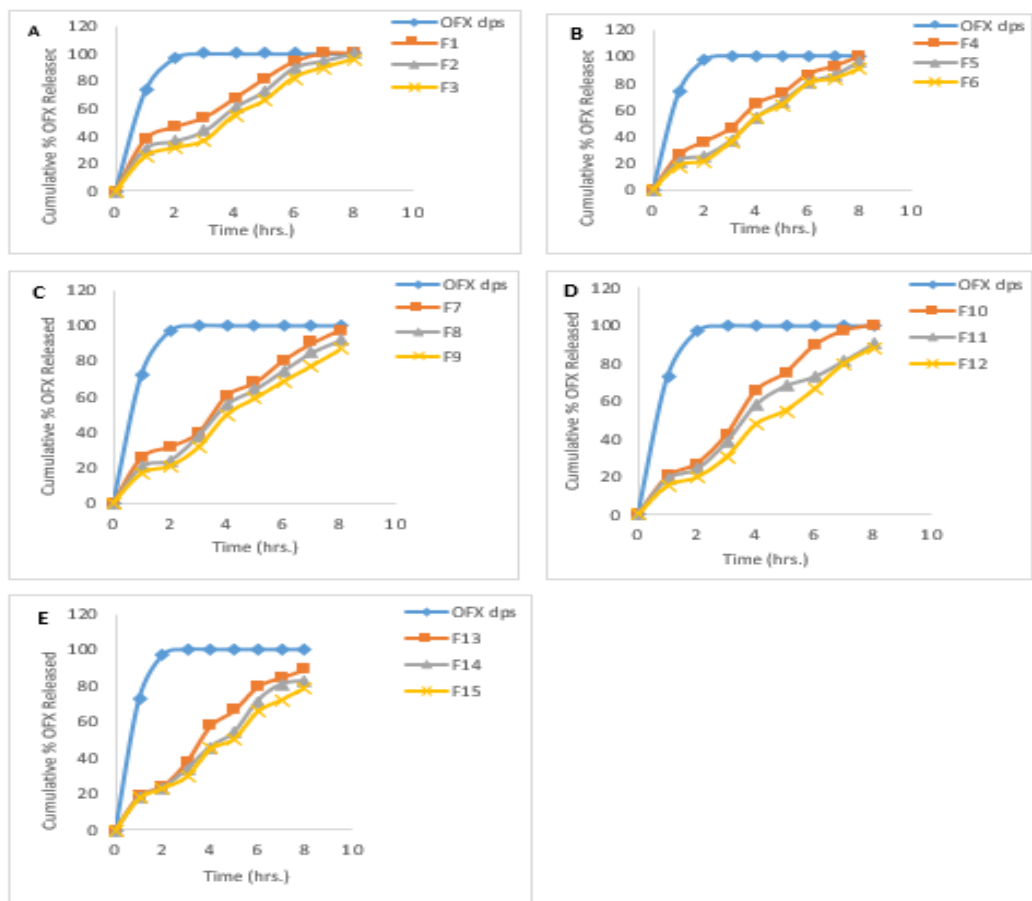 A
Cumulative % OFX Released
120
100
80
60
40
20
0
0 2 4 6 8 10
Time (hrs.)
OFX dps
F1
F2
F3
B
Cumulative % OFX Released
120
100
80
60
40
20
0
0 2 4 6 8 10
Time (hrs.)
OFX dps
F4
F5
F6
C
Cumulative % OFX Released
120
100
80
60
40
20
0
0 2 4 6 8 10
Time (hrs.)
OFX dps
F7
F8
F9
D
Cumulative % OFX Released
120
100
80
60
40
20
0
0 2 4 6 8 10
Time (hrs.)
OFX dps
F10
F11
F12
E
Cumulative % OFX Released
120
100
80
60
40
20
0
0 2 4 6 8 10
Time (hrs.)
OFX dps
F13
F14
F15